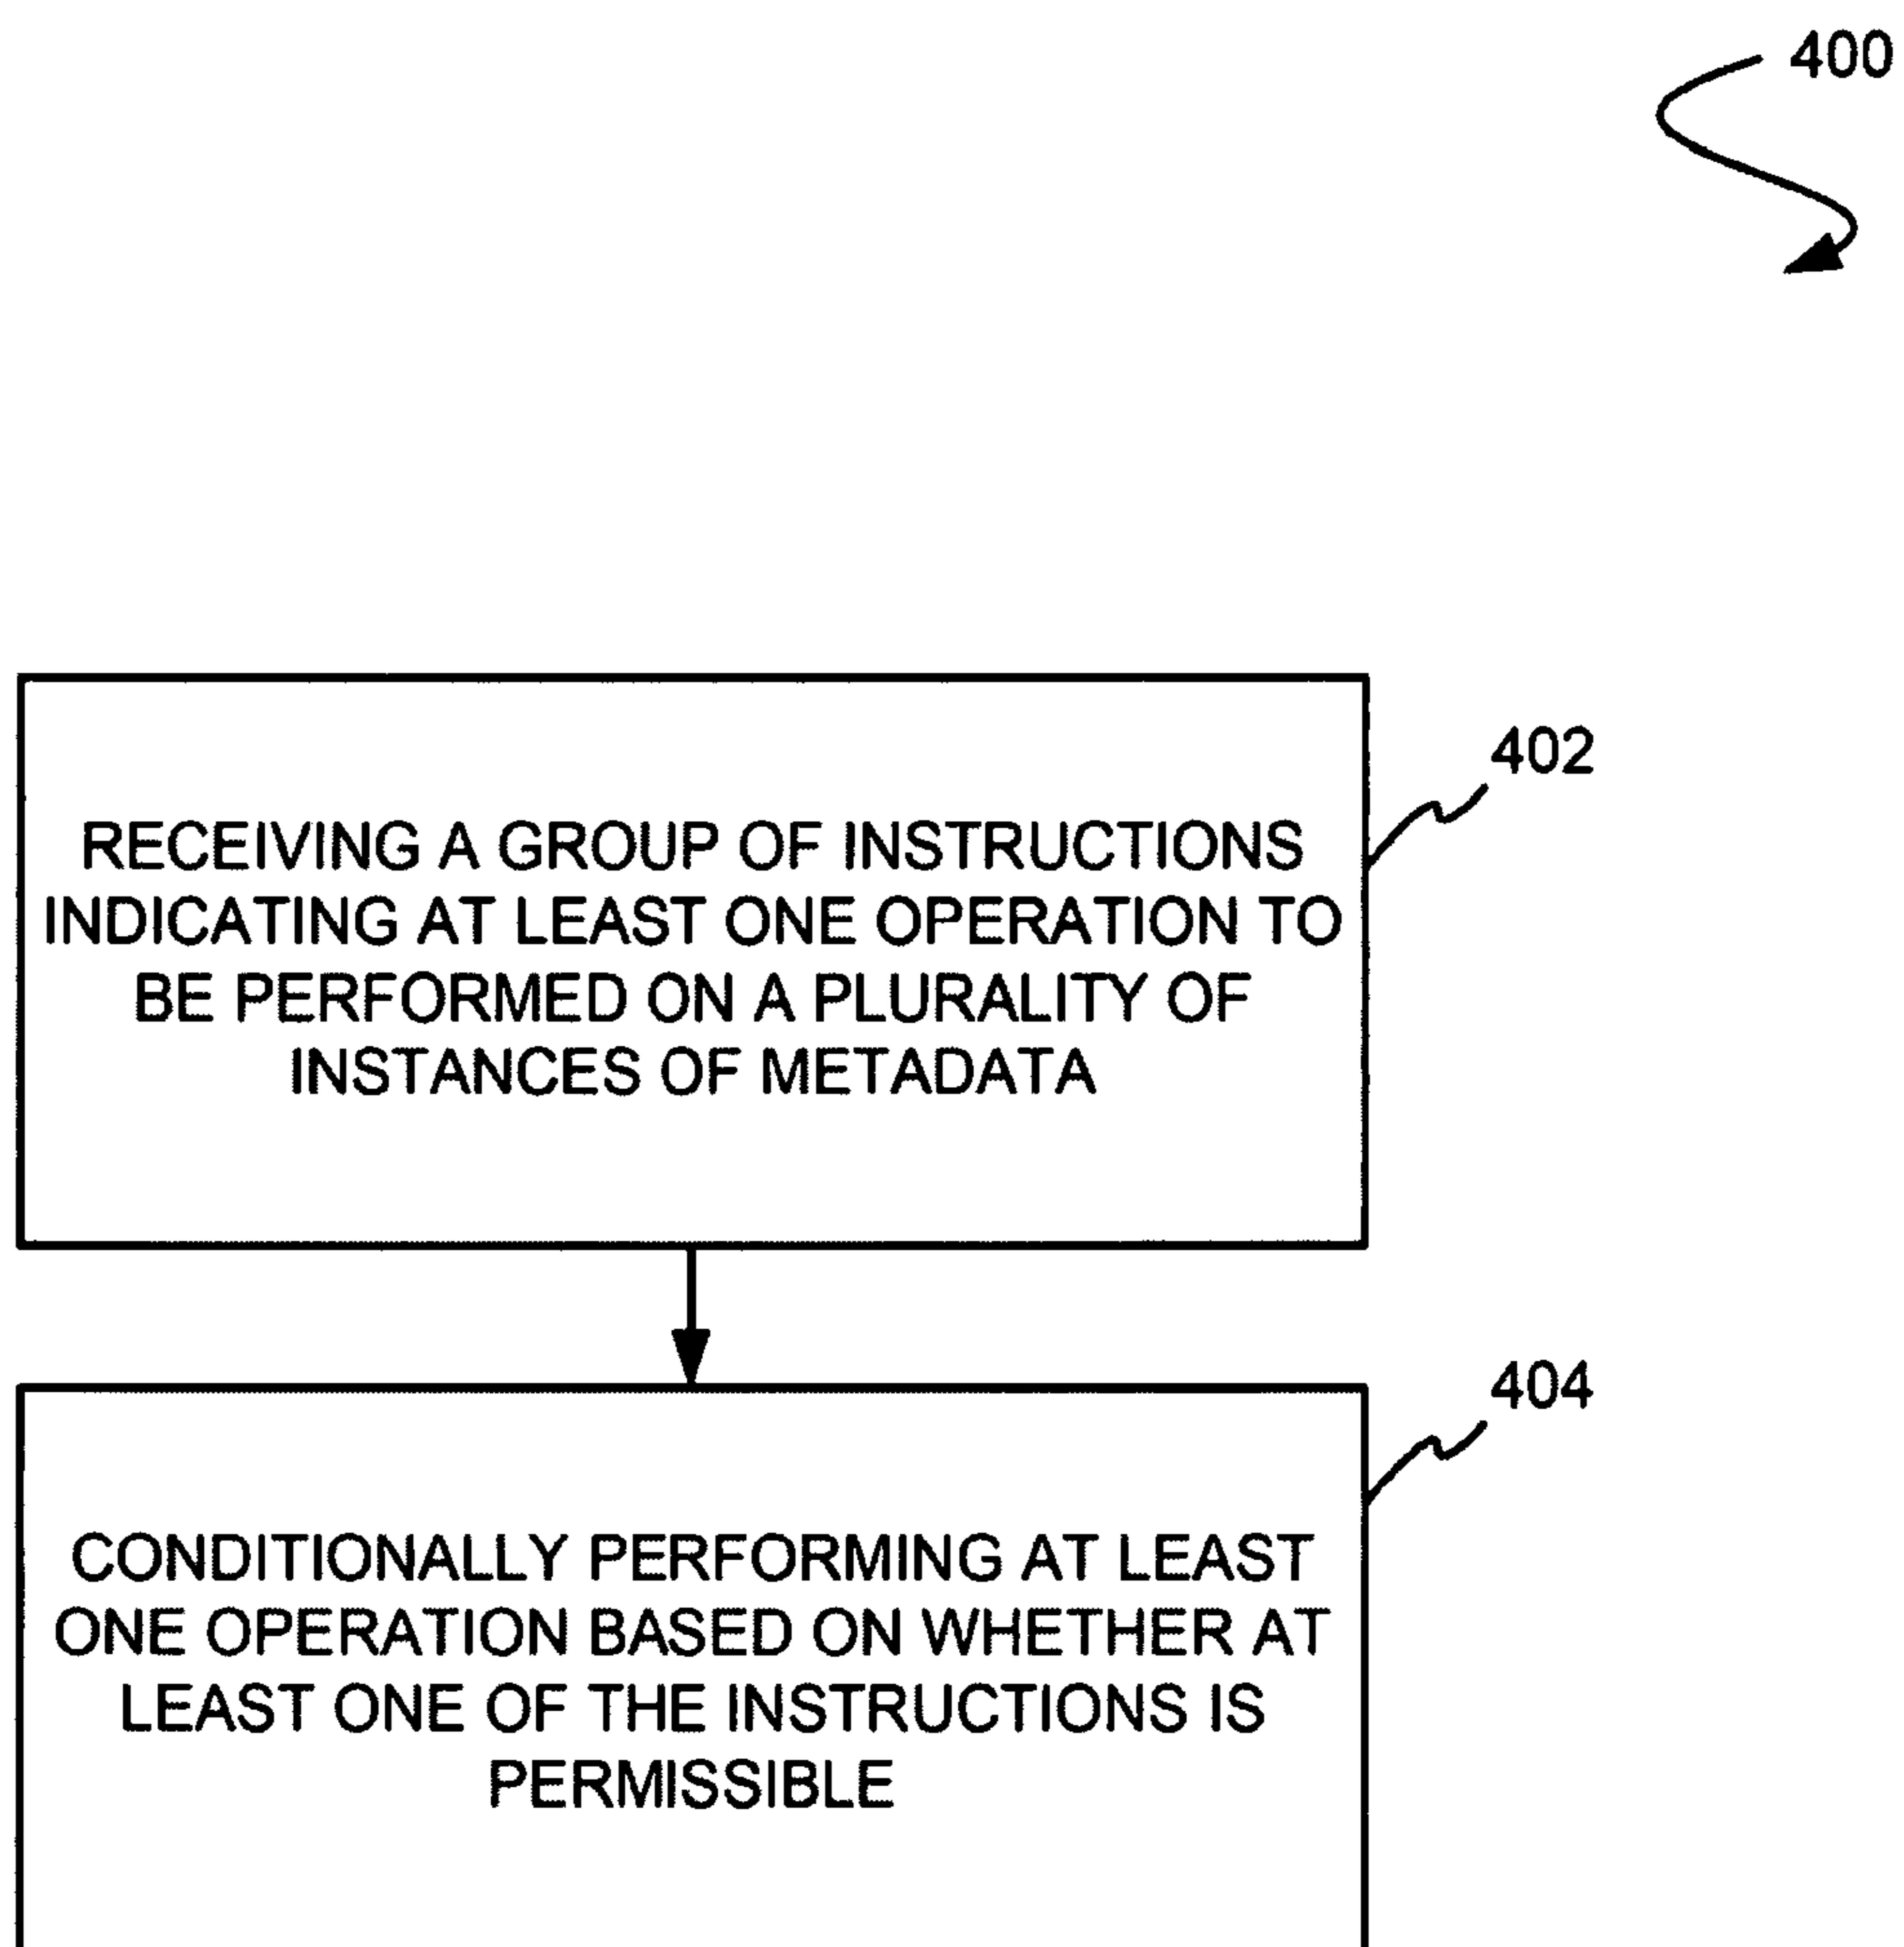 400
402
RECEIVING A GROUP OF INSTRUCTIONS
INDICATING AT LEAST ONE OPERATION TO
BE PERFORMED ON A PLURALITY OF
INSTANCES OF METADATA
404
CONDITIONALLY PERFORMING AT LEAST
ONE OPERATION BASED ON WHETHER AT
LEAST ONE OF THE INSTRUCTIONS IS
PERMISSIBLE